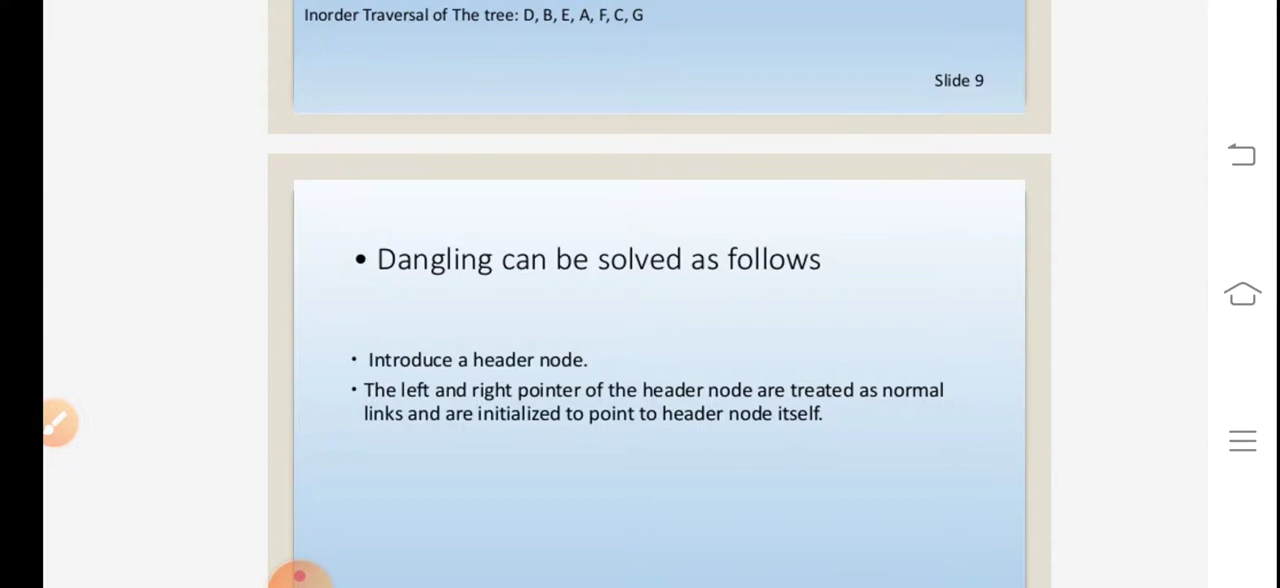 Inorder Traversal of The tree: D, B, E, A, F, C, G
Slide 9
• Dangling can be solved as follows
• Introduce a header node.
• The left and right pointer of the header node are treated as normal
links and are initialized to point to header node itself.